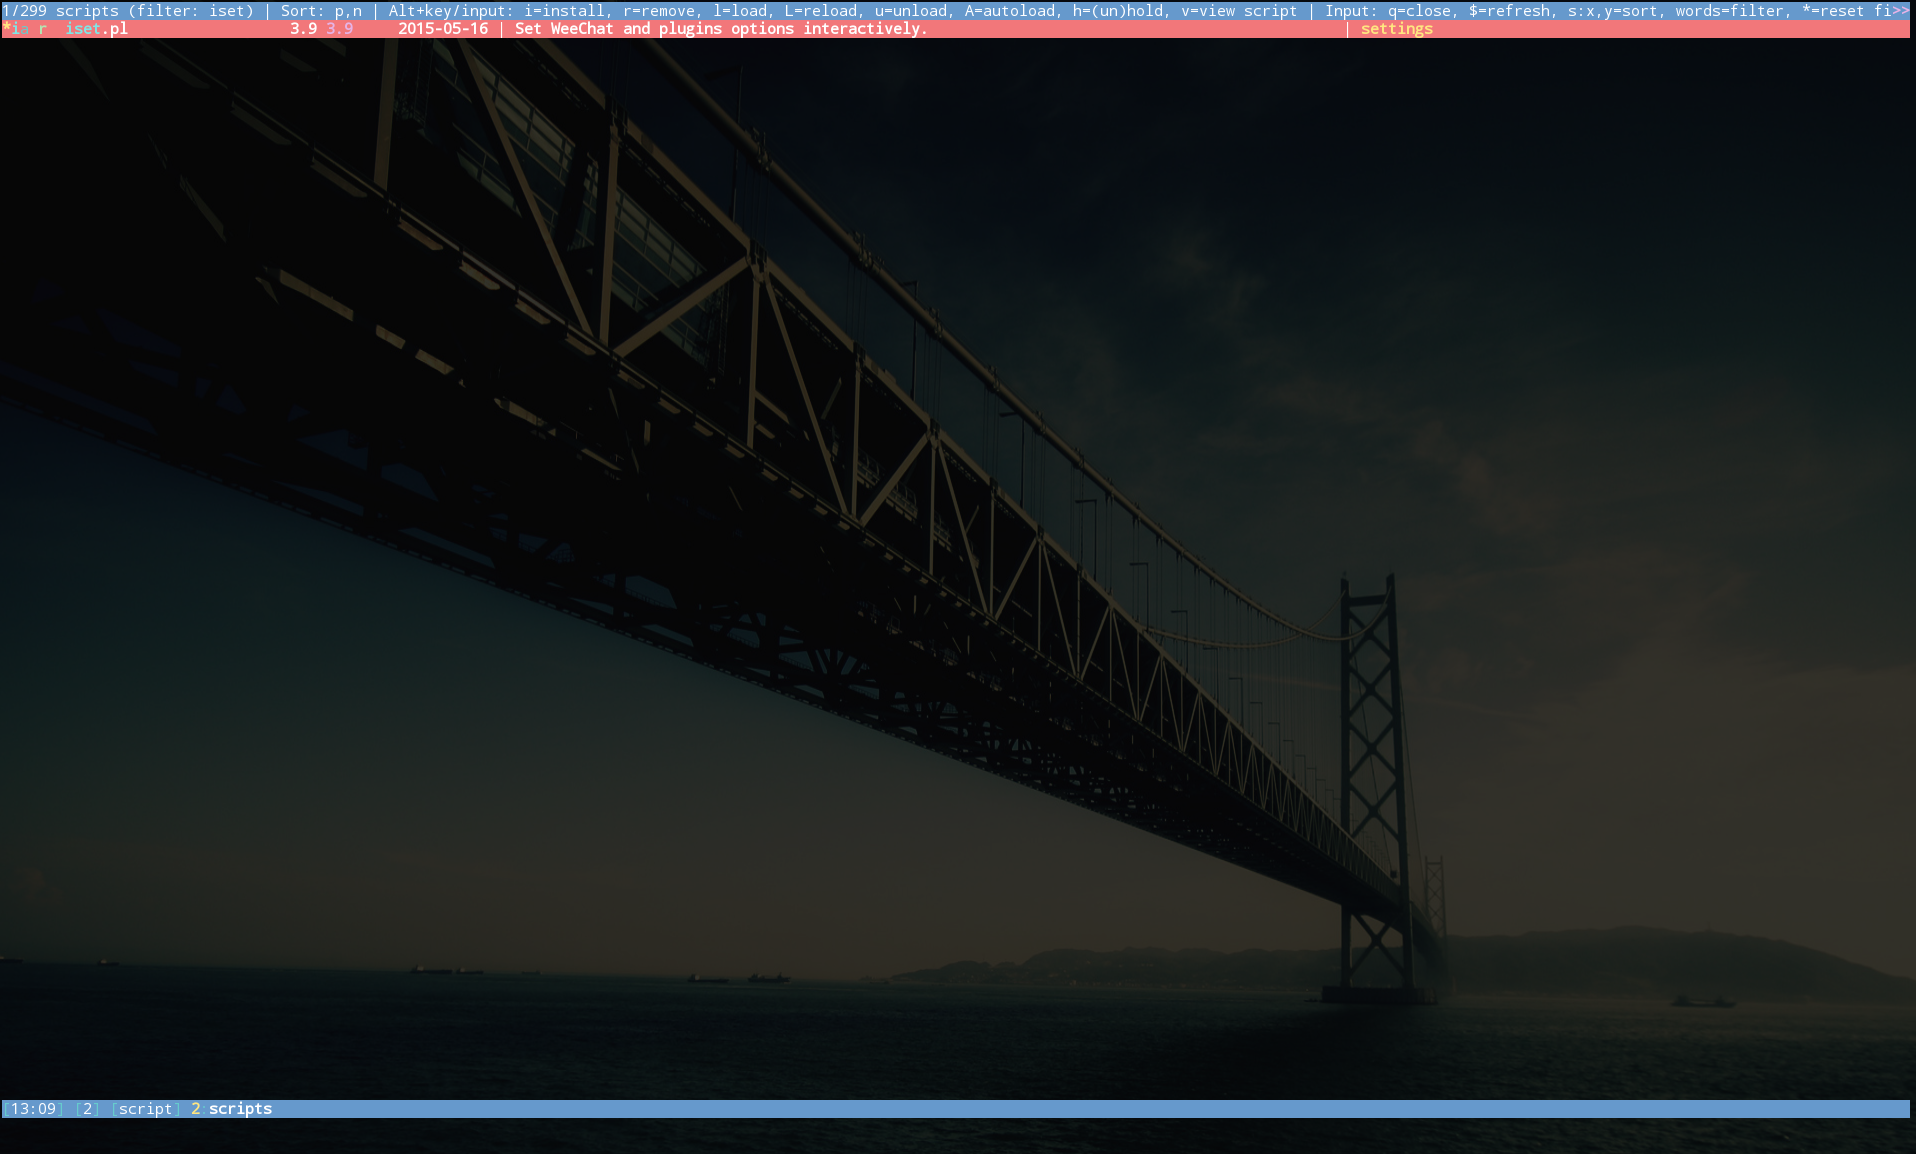 1/299 scripts (filter: iset) | Sort: p,n | Alt+key/input: i=install, r=remove, l=load, L=reload, u=unload, A=autoload, h=(un)hold, v=view script | Input: q=close, $=refresh, s:x,y=sort, words=filter, *=reset fi>>
*ia r  iset.pl 3.9 3.9 2015-05-16 | Set WeeChat and plugins options interactively. | settings
[13:09] [2] [script] 2:scripts